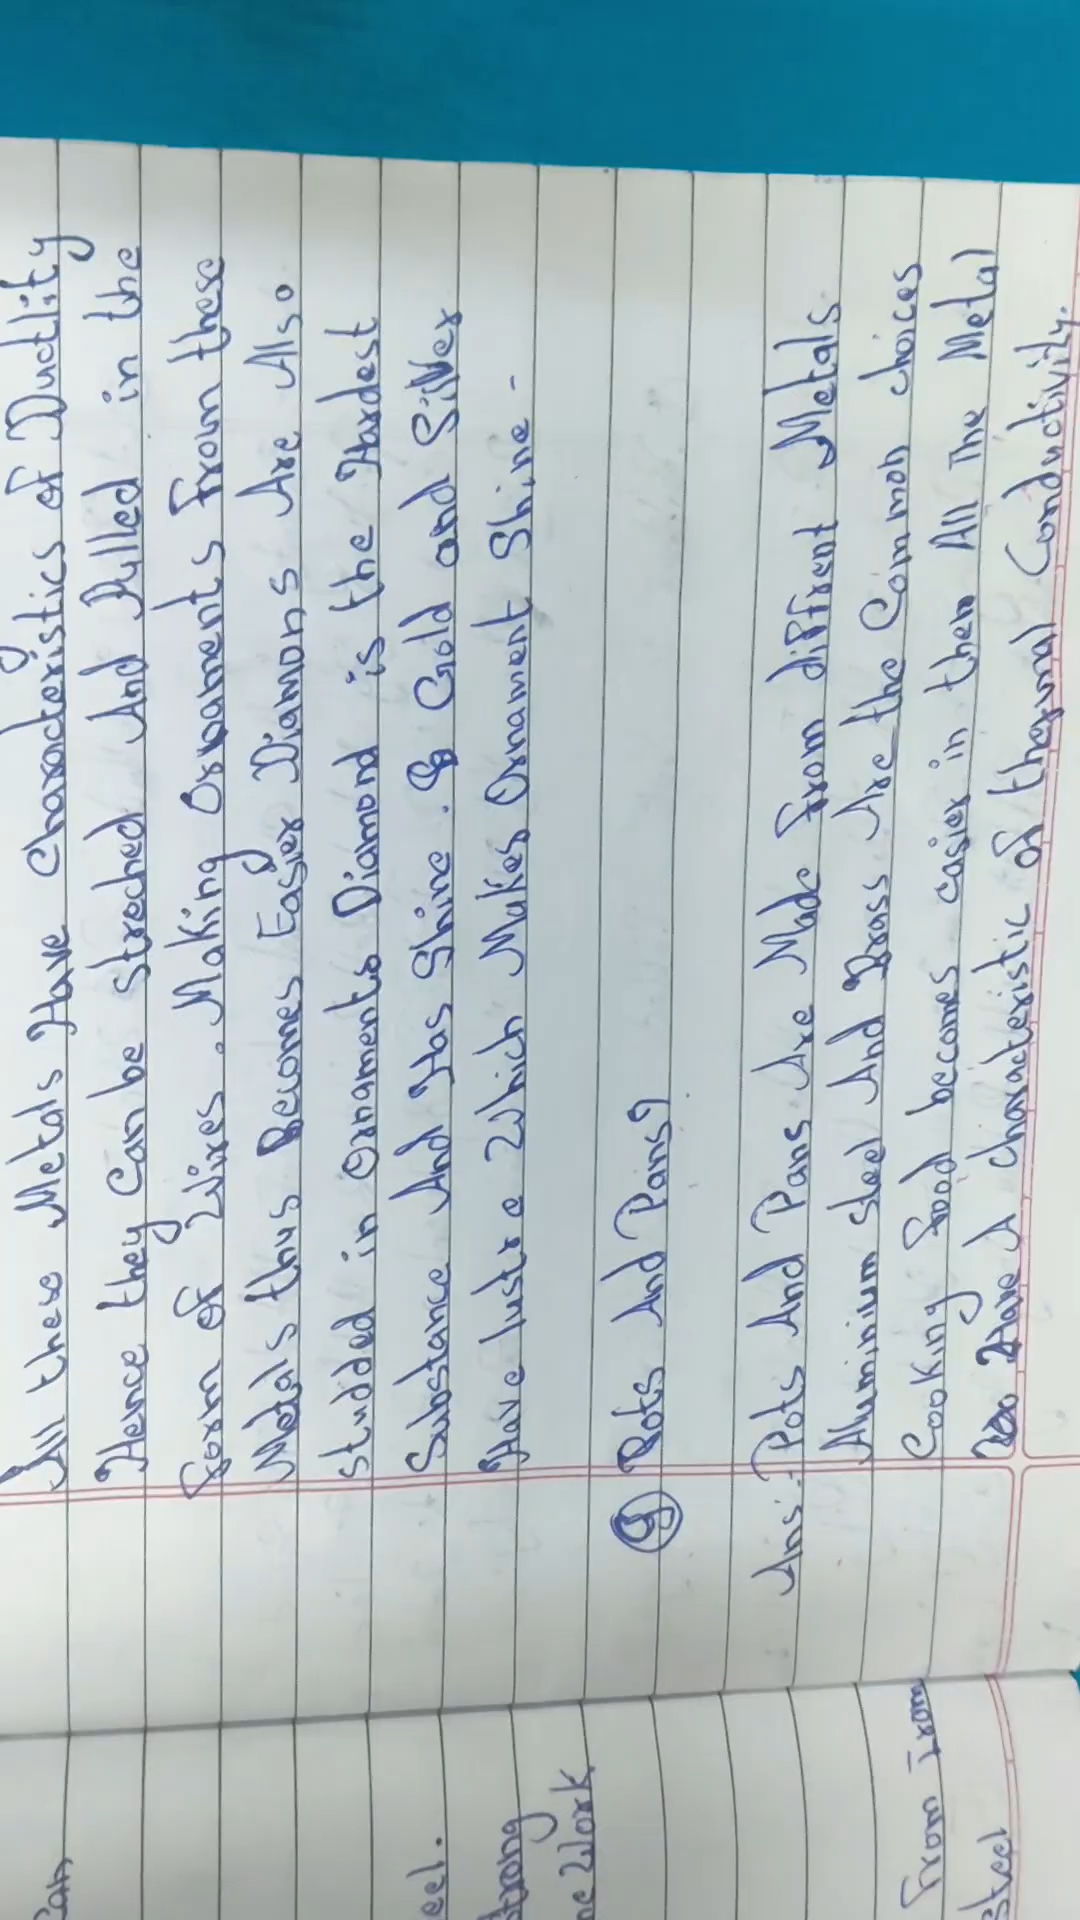 All these Metals Have characteristics of Ductlity
Hence they Can be streched And Pulled in the
Form of Wires. Making Ornaments From these
Metals thus Becomes Easier Diamons Are Also
studded in Ornaments Diamond is the Hardest
Substance And Has Shine. Gold and Silver
Have lustre Which Makes Ornament Shine -
g Pots And Pans?
Ans:- Pots And Pans Are Made From diffrent Metals
Aluminium steel And Brass Are the Common choices
Cooking Food becomes easier in them All The Metal
Have A characteristic of thermal Conductivity.
eel.
strong
ne Work
From Iron
steel